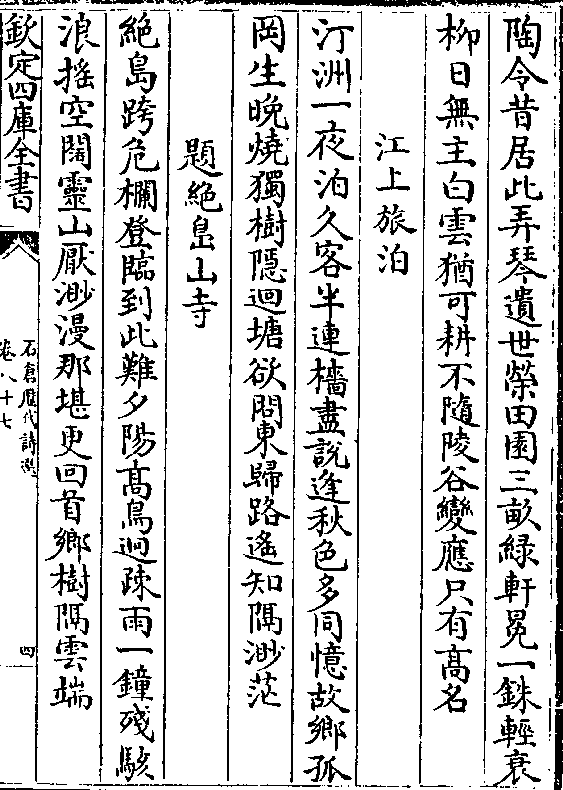 陶令昔居此弄琴遺世榮田園三畝緑軒冕一銖輕衰
柳日無主白雲猶可耕不隨陵谷變應只有髙名
江上旅泊
汀洲一夜泊久客半連檣盡說逢秋色多同憶故鄉孤
岡生晚燒獨樹隱迴塘欲問東歸路遙知隔渺茫
題絶島山寺
絶島跨危欄登臨到此難夕陽髙鳥過疎雨一鐘殘駭
浪揺空闊靈山厭渺漫那堪更回首鄉樹隔雲端
欽定四庫全書
石倉歷代詩選
卷八十七
四